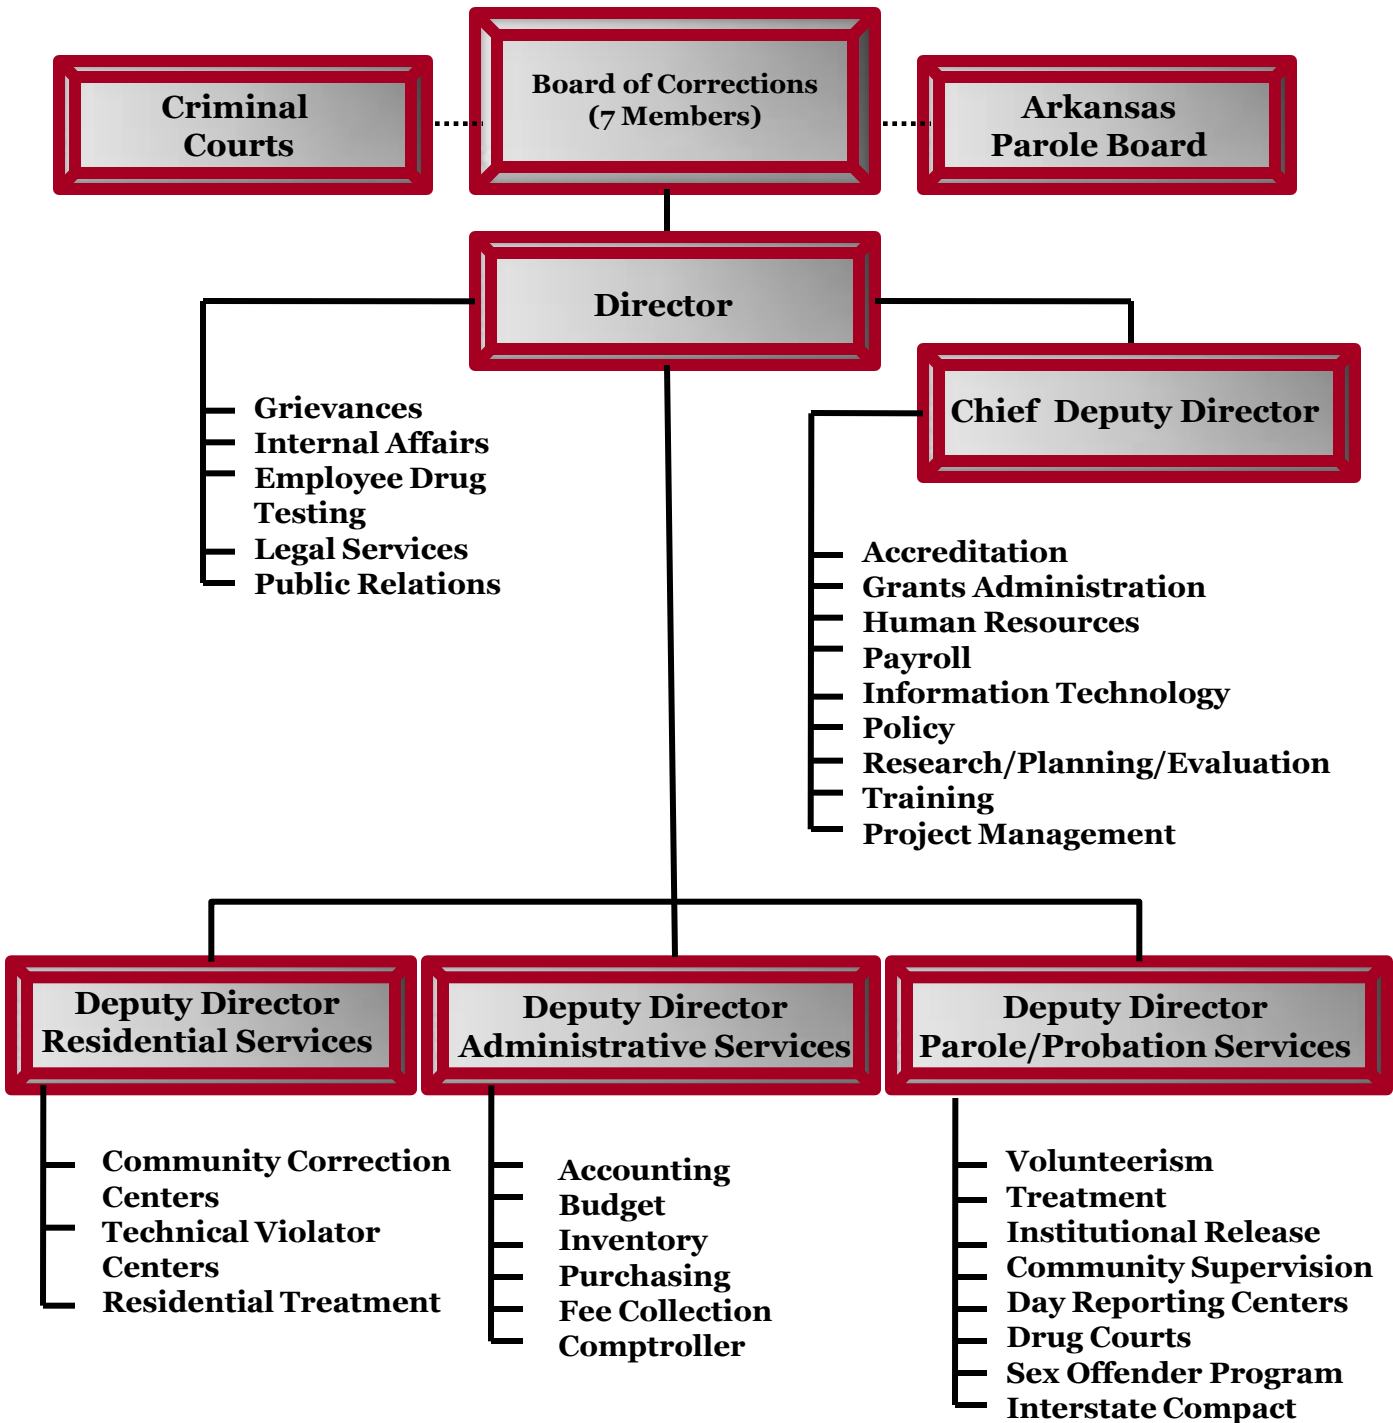 Board of Corrections
(7 Members)
Criminal
Courts
Arkansas
Parole Board
Director
Chief Deputy Director
Grievances
Internal Affairs
Employee Drug
Testing
Legal Services
Public Relations
Accreditation
Grants Administration
Human Resources
Payroll
Information Technology
Policy
Research/Planning/Evaluation
Training
Project Management
Deputy Director
Residential Services
Deputy Director
Administrative Services
Deputy Director
Parole/Probation Services
Community Correction
Centers
Technical Violator
Centers
Residential Treatment
Accounting
Budget
Inventory
Purchasing
Fee Collection
Comptroller
Volunteerism
Treatment
Institutional Release
Community Supervision
Day Reporting Centers
Drug Courts
Sex Offender Program
Interstate Compact